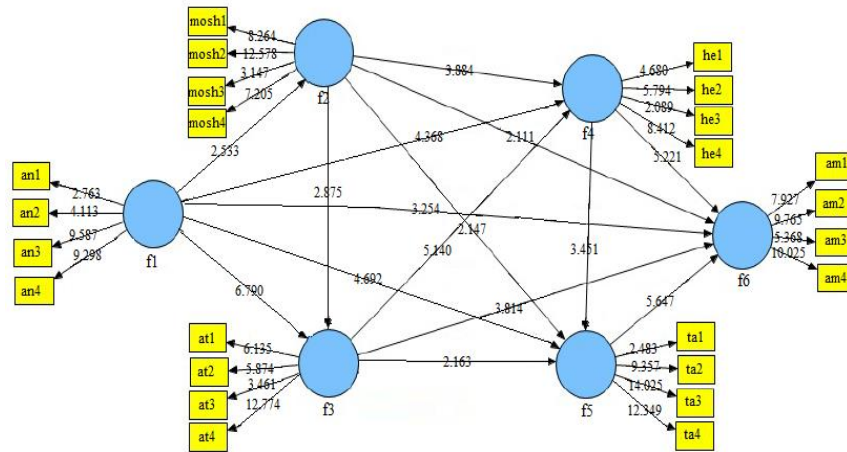 mosh1
8.264
mosh2
12.578
mosh3
3.147
mosh4
7.205
f2
3.884
4.680
he1
5.794
he2
2.089
he3
8.412
he4
f4
2.533
4.368
2.111
5.221
an1
2.763
an2
4.113
an3
9.587
an4
9.298
f1
2.875
3.254
2.147
5.140
3.451
7.927
am1
9.765
am2
5.368
am3
10.025
am4
f6
6.790
4.692
3.814
5.647
at1
6.135
at2
5.874
at3
3.461
at4
12.774
f3
2.163
f5
2.483
ta1
9.357
ta2
14.025
ta3
12.349
ta4